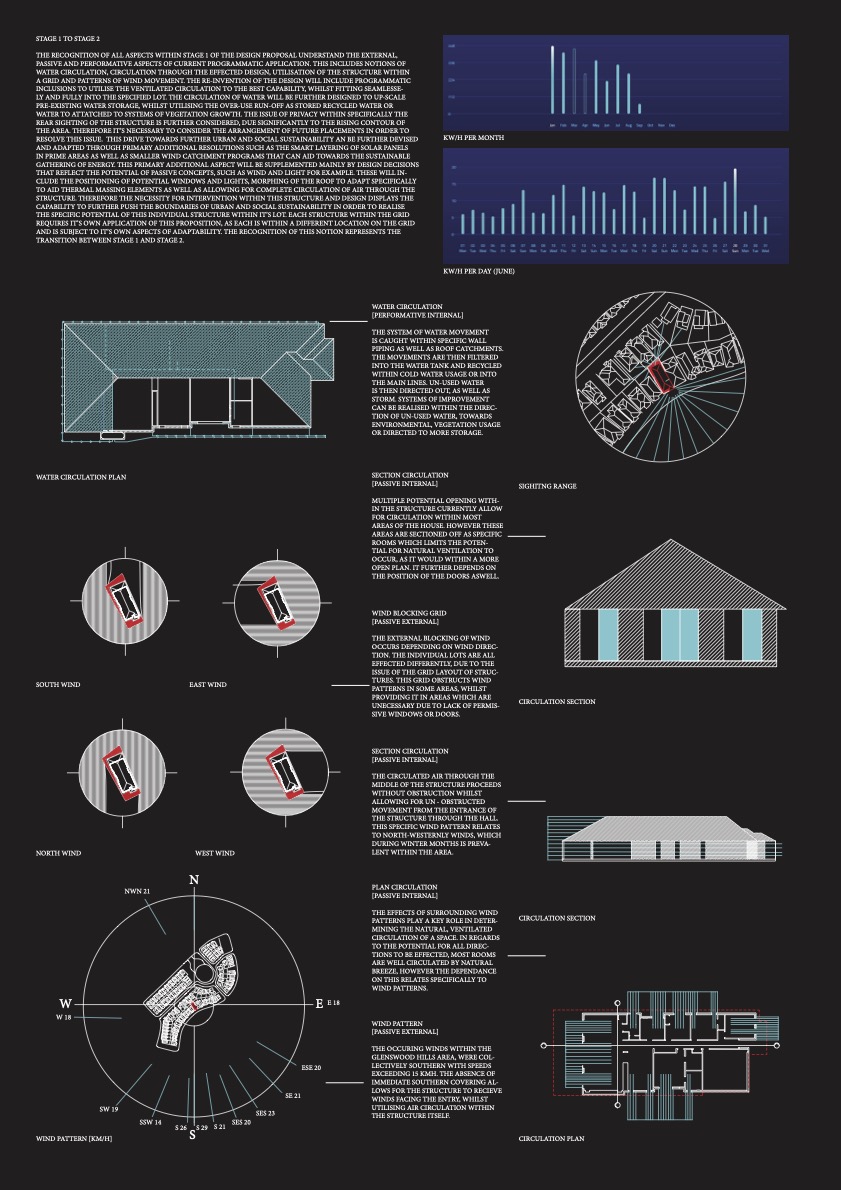 STAGE 1 TO STAGE 2
THE RECOGNITION OF ALL ASPECTS WITHIN STAGE 1 OF THE DESIGN PROPOSAL UNDERSTAND THE EXTERNAL,
PASSIVE AND PERFORMATIVE ASPECTS OF CURRENT PROGRAMMATIC APPLICATION. THIS INCLUDES NOTIONS OF
WATER CIRCULATION, CIRCULATION THROUGH THE EFFECTED DESIGN, UTILISATION OF THE STRUCTURE WITHIN
A GRID AND PATTERNS OF WIND MOVEMENT. THE RE-INVENTION OF THE DESIGN WILL INCLUDE PROGRAMMATIC
INCLUSIONS TO UTILISE THE VENTILATED CAPABILITY TO THE BEST CAPABILITY, WHILST FITTING SEAMLESSE-
LY AND FULLY INTO THE SPECIFIED LOT. THE CIRCULATION OF WATER WILL BE FURTHER DESIGNED TO UP-SCALE
PRE-EXISTING WATER STORAGE, WHILST UTILISING THE OVER-USE RUN-OFF AS STORED RECYCLED WATER OR
WATER TO ATTATCHED TO SYSTEMS OF VEGETATION GROWTH. THE ISSUE OF PRIVACY WITHIN SPECIFICALLY THE
REAR SIGHTING OF THE STRUCTURE IS FURTHER CONSIDERED, DUE SIGNIFICANTLY TO THE RISING CONTOUR OF
THE AREA. THEREFORE IT'S NECESSARY TO CONSIDER THE ARRANGEMENT OF FUTURE PLACEMENTS IN ORDER TO
RESOLVE THIS ISSUE. THIS DRIVE TOWARDS FURTHER URBAN AND SOCIAL SUSTAINABILITY AN BE FURTHER DEVISED
AND ADAPTED THROUGH PRIMARY ADDITIONAL RESOLUTIONS SUCH AS THE SMART LAYERING OF SOLAR PANELS
IN PRIME AREAS AS WELL AS SMALLER WIND CATCHMENT PROGRAMS THAT CAN AID TOWARDS THE SUSTAINABLE
GATHERING OF ENERGY. THIS PRIMARY ADDITIONAL ASPECT WILL BE SUPPLEMENTED MAINLY BY DESIGN DECISIONS
THAT REFLECT THE POTENTIAL OF PASSIVE CONCEPTS, SUCH AS WIND AND LIGHT FOR EXAMPLE. THESE WILL IN-
CLUDE THE POSITIONING OF POTENTIAL WINDOWS AND LIGHTS, MORPHING OF THE ROOF TO ADAPT SPECIFICALLY
TO AID THERMAL MASSING ELEMENTS AS WELL AS ALLOWING FOR COMPLETE CIRCULATION OF AIR THROUGH THE
STRUCTURE. THEREFORE THE NECESSITY FOR INTERVENTION WITHIN THIS STRUCTURE AND DESIGN DISPLAYS THE
CAPABILITY TO FURTHER PUSH THE BOUNDARIES OF URBAN AND SOCIAL SUSTAINABILITY IN ORDER TO REALISE
THE SPECIFIC POTENTIAL OF THIS INDIVIDUAL STRUCTURE WITHIN IT'S LOT. EACH STRUCTURE WITHIN THE GRID
REQUIRES IT'S OWN APPLICATION OF THIS PROPOSITION, AS EACH IS WITHIN A DIFFERENT LOCATION ON THE GRID
AND IS SUBJECT TO IT'S OWN ASPECTS OF ADAPTABILITY. THE RECOGNITION OF THIS NOTION REPRESENTS THE
TRANSITION BETWEEN STAGE 1 AND STAGE 2.
Jan Feb Mar Apr May Jun Jul Aug Sep Oct Nov Dec
KW/H PER MONTH
KW/H PER DAY (JUNE)
WATER CIRCULATION
[PERFORMATIVE INTERNAL]
THE SYSTEM OF WATER MOVEMENT
IS CAUGHT WITHIN SPECIFIC WALL
PIPING AS WELL AS ROOF CATCHMENTS.
THE MOVEMENTS ARE THEN FILTERED
INTO THE WATER TANK AND RECYCLED
WITHIN COLD WATER USAGE OR INTO
THE MAIN LINES. UN-USED WATER
IS THEN DIRECTED OUT, AS WELL AS
STORM. SYSTEMS OF IMPROVEMENT
CAN BE REALISED WITHIN THE DIREC-
TION OF UN-USED WATER, TOWARDS
ENVIRONMENTAL, VEGETATION USAGE
OR DIRECTED TO MORE STORAGE.
WATER CIRCULATION PLAN
SIGHITNG RANGE
SECTION CIRCULATION
[PASSIVE INTERNAL]
MULTIPLE POTENTIAL OPENING WITH-
IN THE STRUCTURE CURRENTLY ALLOW
FOR CIRCULATION WITHIN MOST
AREAS OF THE HOUSE. HOWEVER THESE
AREAS ARE SECTIONED OFF AS SPECIFIC
ROOMS WHICH LIMITS THE POTEN-
TIAL FOR NATURAL VENTILATION TO
OCCUR, AS IT WOULD WITHIN A MORE
OPEN PLAN. IT FURTHER DEPENDS ON
THE POSITION OF THE DOORS ASWELL.
WIND BLOCKING GRID
[PASSIVE EXTERNAL]
THE EXTERNAL BLOCKING OF WIND
OCCURS DEPENDING ON WIND DIREC-
TION. THE INDIVIDUAL LOTS ARE ALL
EFFECTED DIFFERENTLY, DUE TO THE
ISSUE OF THE GRID LAYOUT OF STRUC-
TURES. THIS GRID OBSTRUCTS WIND
PATTERNS IN SOME AREAS, WHILST
PROVIDING IT IN AREAS WHICH ARE
UNECESSARY DUE TO LACK OF PERMIS-
SIVE WINDOWS OR DOORS.
SOUTH WIND
EAST WIND
CIRCULATION SECTION
SECTION CIRCULATION
[PASSIVE INTERNAL]
THE CIRCULATED AIR THROUGH THE
MIDDLE OF THE STRUCTURE PROCEEDS
WITHOUT OBSTRUCTION WHILST
ALLOWING FOR UN - OBSTRUCTED
MOVEMENT FROM THE ENTRANCE OF
THE STRUCTURE THROUGH THE HALL.
THIS SPECIFIC WIND PATTERN RELATES
TO NORTH-WESTERNLY WINDS, WHICH
DURING WINTER MONTHS IS PREVA-
LENT WITHIN THE AREA.
NORTH WIND
WEST WIND
CIRCULATION SECTION
PLAN CIRCULATION
[PASSIVE INTERNAL]
THE EFFECTS OF SURROUNDING WIND
PATTERNS PLAY A KEY ROLE IN DETER-
MINING THE NATURAL, VENTILATED
CIRCULATION OF A SPACE. IN REGARDS
TO THE POTENTIAL FOR ALL DIREC-
TIONS TO BE EFFECTED, MOST ROOMS
ARE WELL CIRCULATED BY NATURAL
BREEZE, HOWEVER THE DEPENDANCE
ON THIS RELATES SPECIFICALLY TO
WIND PATTERNS.
WIND PATTERN
[PASSIVE EXTERNAL]
THE OCCURING WINDS WITHIN THE
GLENSWOOD HILLS AREA, WERE COL-
LECTIVELY SOUTHERN WITH SPEEDS
EXCEEDING 15 KMH. THE ABSENCE OF
IMMEDIATE SOUTHERN COVERING AL-
LOWS FOR THE STRUCTURE TO RECIEVE
WINDS FACING THE ENTRY, WHILST
UTILISING AIR CIRCULATION WITHIN
THE STRUCTURE ITSELF.
N
NWN 21
W
W 18
E E 18
ESE 20
SE 21
SES 23
SES 20
S 21
S 29
S 26
SSW 14
SW 19
S
WIND PATTERN [KM/H]
CIRCULATION PLAN